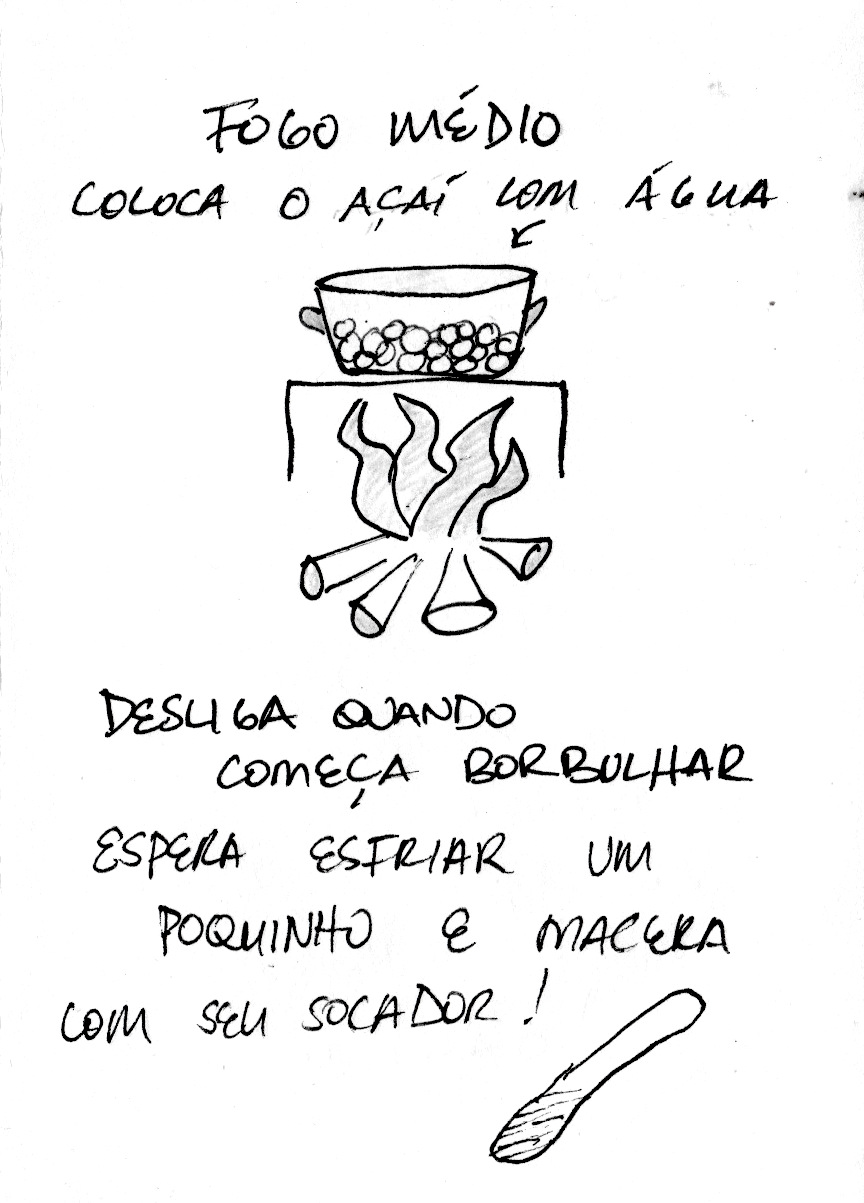 FOGO MÉDIO
COLOCA O AÇAÍ COM ÁGUA
DESLIGA QUANDO
COMEÇA BORBULHAR
ESPERA ESFRIAR UM
POQUINHO E MACERA
COM SEU SOCADOR!